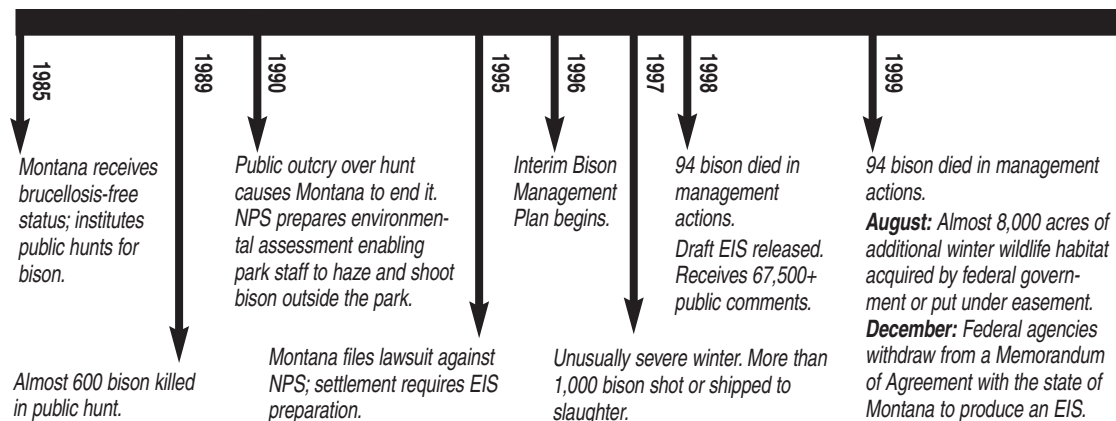 1985
1989
1990
1995
1996
1997
1998
1999
Montana receives
brucellosis-free
status; institutes
public hunts for
bison.
Almost 600 bison killed
in public hunt.
Public outcry over hunt
causes Montana to end it.
NPS prepares environmen-
tal assessment enabling
park staff to haze and shoot
bison outside the park.
Montana files lawsuit against
NPS; settlement requires EIS
preparation.
Interim Bison
Management
Plan begins.
Unusually severe winter. More than
1,000 bison shot or shipped to
slaughter.
94 bison died in
management
actions.
Draft EIS released.
Receives 67,500+
public comments.
94 bison died in management
actions.
August: Almost 8,000 acres of
additional winter wildlife habitat
acquired by federal govern-
ment or put under easement.
December: Federal agencies
withdraw from a Memorandum
of Agreement with the state of
Montana to produce an EIS.